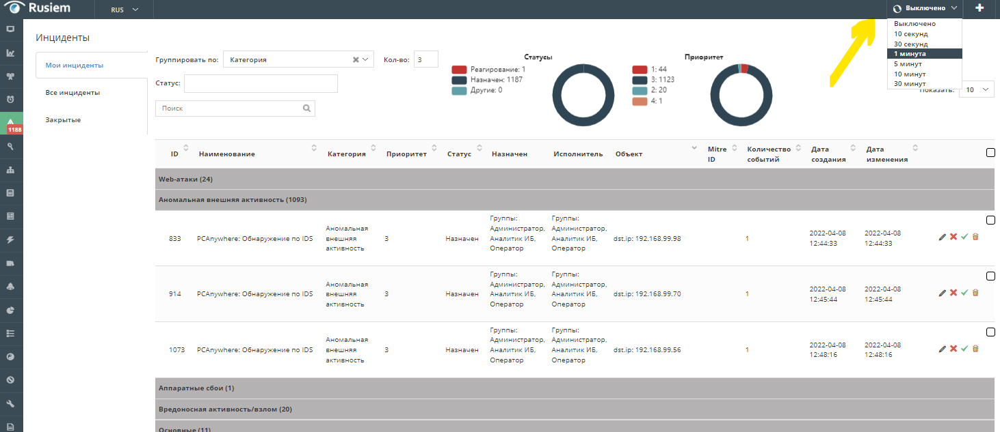 Rusiem
RUS
Выключено
Выключено
10 секунд
30 секунд
1 минута
5 минут
10 минут
30 минут
Показать: 10
Инциденты
Мои инциденты
Все инциденты
Закрытые
1188
Группировать по: Категория
Кол-во: 3
Статус:
Поиск
Статусы
Реагирование: 1
Назначен: 1187
Другие: 0
Приоритет
1: 44
3: 1123
2: 20
4: 1
ID Наименование Категория Приоритет Статус Назначен Исполнитель Объект Mitre ID Количество событий Дата создания Дата изменения
Web-атаки (24)
Аномальная внешняя активность (1093)
833 PCAnywhere: Обнаружение по IDS Аномальная внешняя активность 3 Назначен Группы: Администратор, Аналитик ИБ, Оператор Группы: Администратор, Аналитик ИБ, Оператор dst.ip: 192.168.99.98 1 2022-04-08 12:44:33 2022-04-08 12:44:33
914 PCAnywhere: Обнаружение по IDS Аномальная внешняя активность 3 Назначен Группы: Администратор, Аналитик ИБ, Оператор Группы: Администратор, Аналитик ИБ, Оператор dst.ip: 192.168.99.70 1 2022-04-08 12:45:44 2022-04-08 12:45:44
1073 PCAnywhere: Обнаружение по IDS Аномальная внешняя активность 3 Назначен Группы: Администратор, Аналитик ИБ, Оператор Группы: Администратор, Аналитик ИБ, Оператор dst.ip: 192.168.99.56 1 2022-04-08 12:48:16 2022-04-08 12:48:16
Аппаратные сбои (1)
Вредоносная активность/взлом (20)
Основные (11)